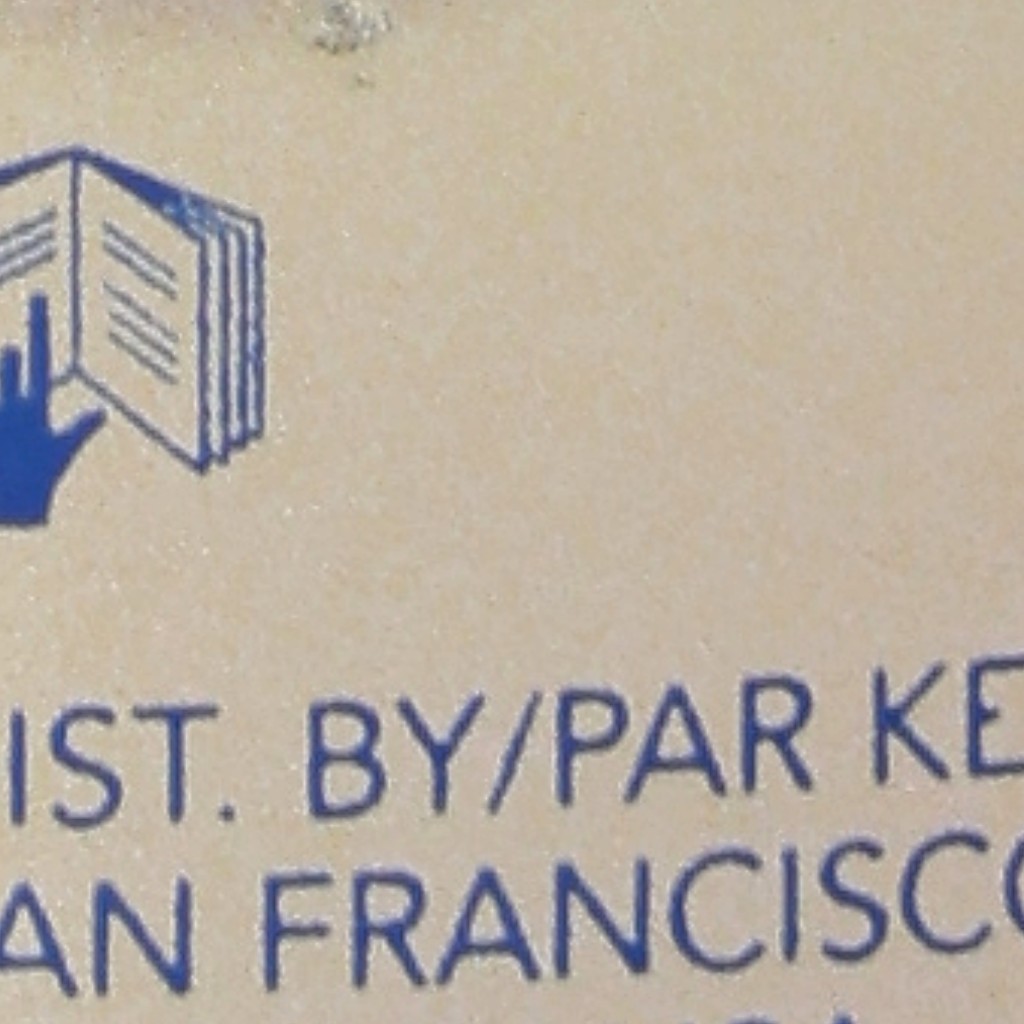 IST. BY/PAR KE
AN FRANCISCO